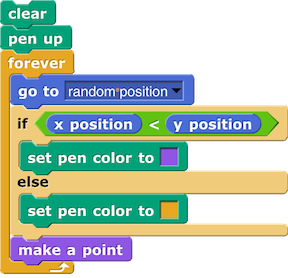 clear
pen up
forever
go to random position
if x position < y position
set pen color to
else
set pen color to
make a point